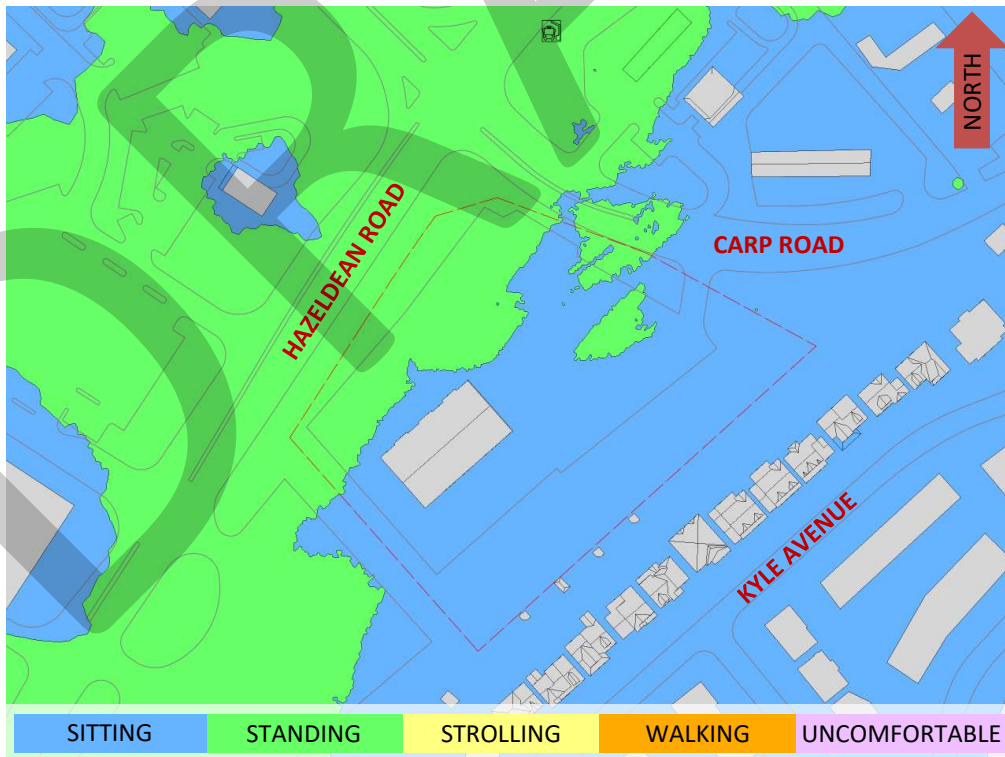 NORTH
HAZELDEAN ROAD
CARP ROAD
KYLE AVENUE
SITTING
STANDING
STROLLING
WALKING
UNCOMFORTABLE